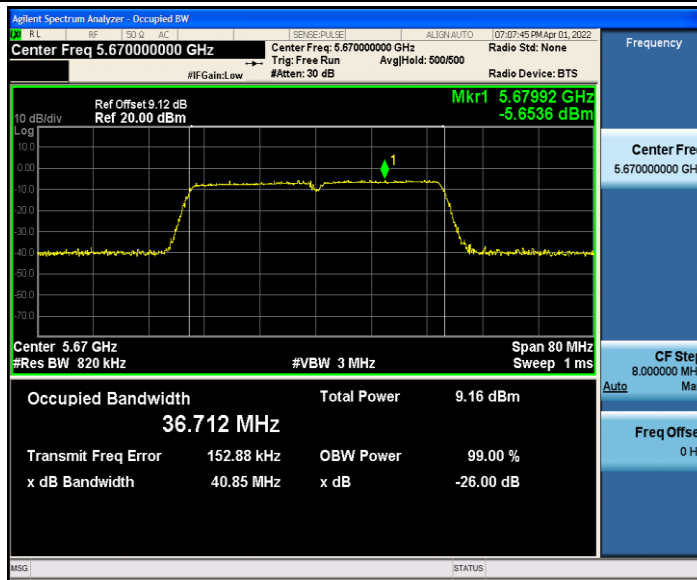 Agilent Spectrum Analyzer - Occupied BW
RL RF 50 Ω AC SENSE:PULSE ALIGN AUTO 07:07:45 PM Apr 01, 2022
Center Freq 5.670000000 GHz
Center Freq: 5.670000000 GHz Radio Std: None
Trig: Free Run Avg|Hold: 500/500
#IFGain:Low #Atten: 30 dB Radio Device: BTS
Frequency
Mkr1 5.67992 GHz
-5.6536 dBm
Ref Offset 9.12 dB
10 dB/div Ref 20.00 dBm
Log
10.0
0.00
-10.0
-20.0
-30.0
-40.0
-50.0
-60.0
-70.0
1
Center 5.67 GHz Span 80 MHz
#Res BW 820 kHz #VBW 3 MHz Sweep 1 ms
Occupied Bandwidth Total Power 9.16 dBm
36.712 MHz
Transmit Freq Error 152.88 kHz OBW Power 99.00 %
x dB Bandwidth 40.85 MHz x dB -26.00 dB
Center Fre
5.670000000 GH
CF Ste
8.000000 MH
Auto Ma
Freq Offse
0 H
MSG STATUS